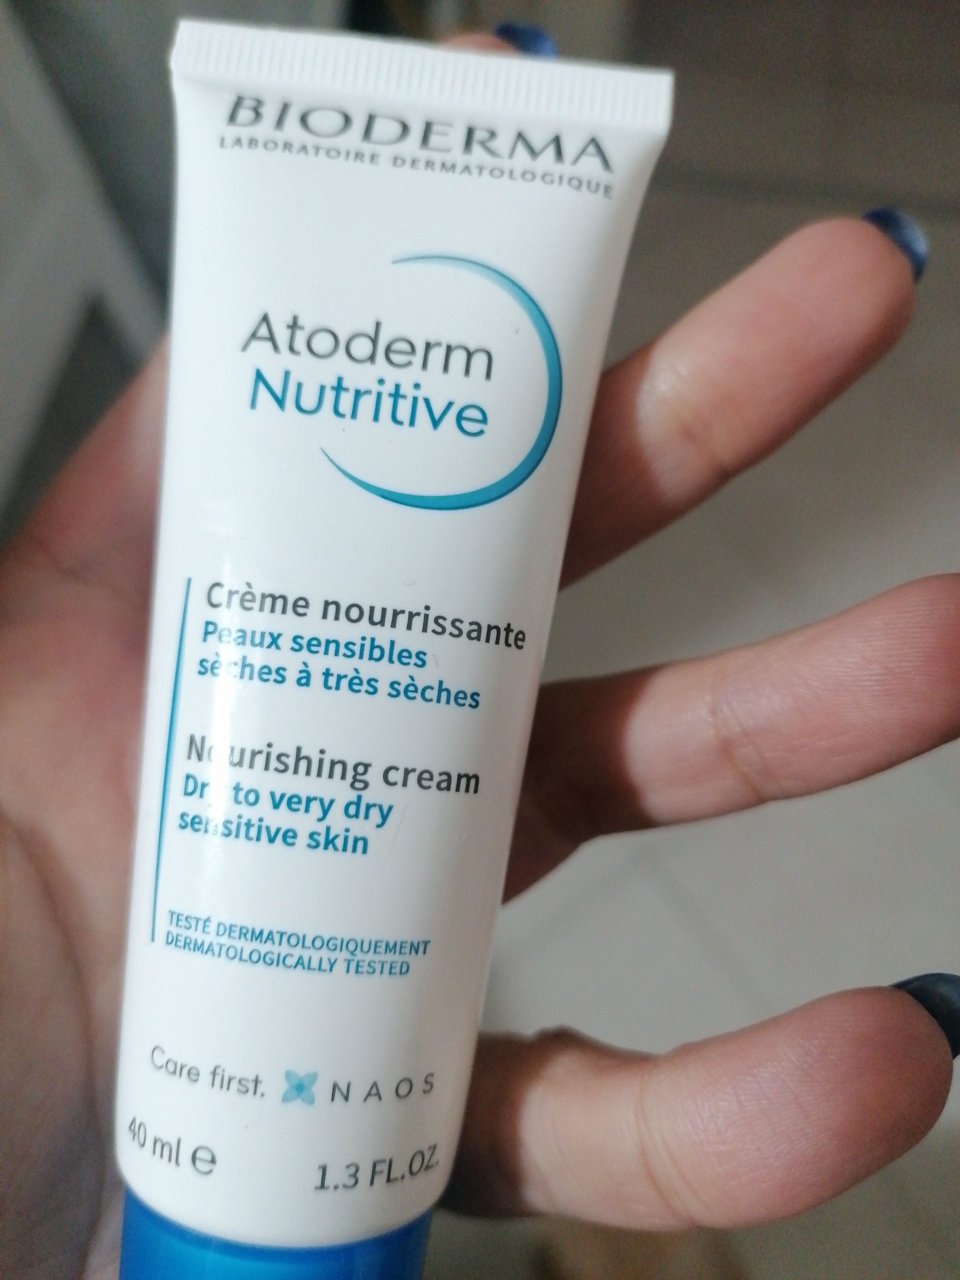 BIODERMA
LABORATOIRE DERMATOLOGIQUE
Atoderm
Nutritive
Crème nourrissante
Peaux sensibles
sèches à très sèches
Nourishing cream
Dry to very dry
sensitive skin
TESTÉ DERMATOLOGIQUEMENT
DERMATOLOGICALLY TESTED
Care first. NAOS
40 ml e 1.3 FL.OZ.